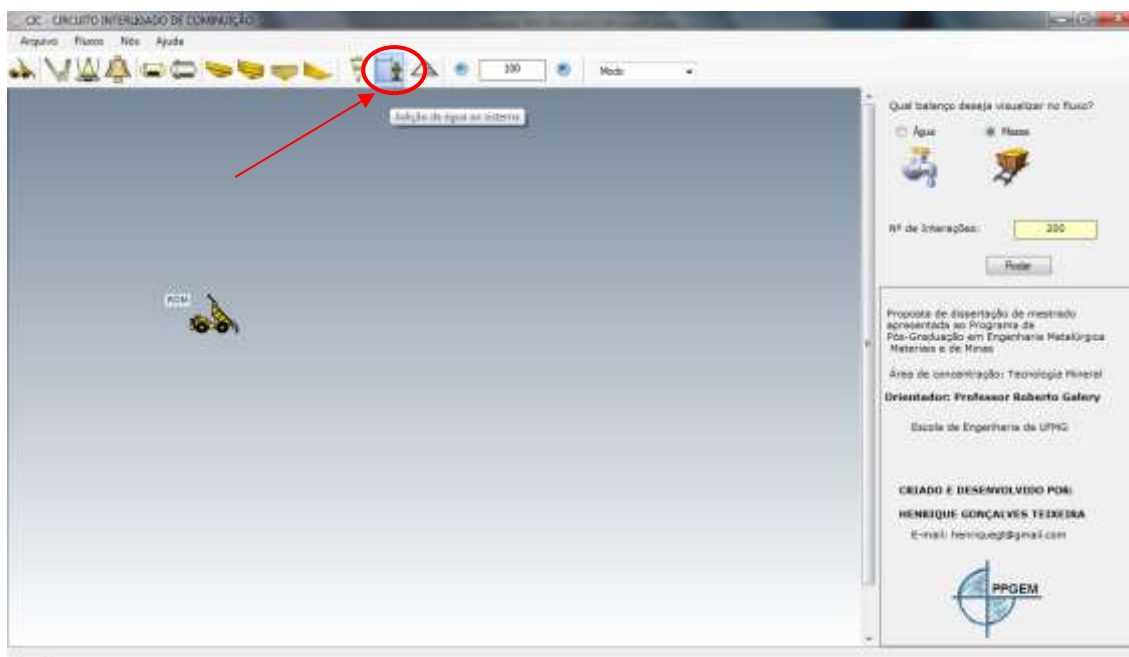 CIC - CIRCUITO INTERLIGADO DE COMINUIÇÃO
Arquivo Fluxos Nós Ajuda
100
Modo
Adição de água ao sistema
ROM
Qual balanço deseja visualizar no fluxo?
Água Massa
Nº de Interações: 200
Rodar
Proposta de dissertação de mestrado
apresentada ao Programa de
Pós-Graduação em Engenharia Metalúrgica
Materiais e de Minas
Área de concentração: Tecnologia Mineral
Orientador: Professor Roberto Galery
Escola de Engenharia da UFMG
CRIADO E DESENVOLVIDO POR:
HENRIQUE GONÇALVES TEIXEIRA
E-mail: henriquegt@gmail.com
PPGEM